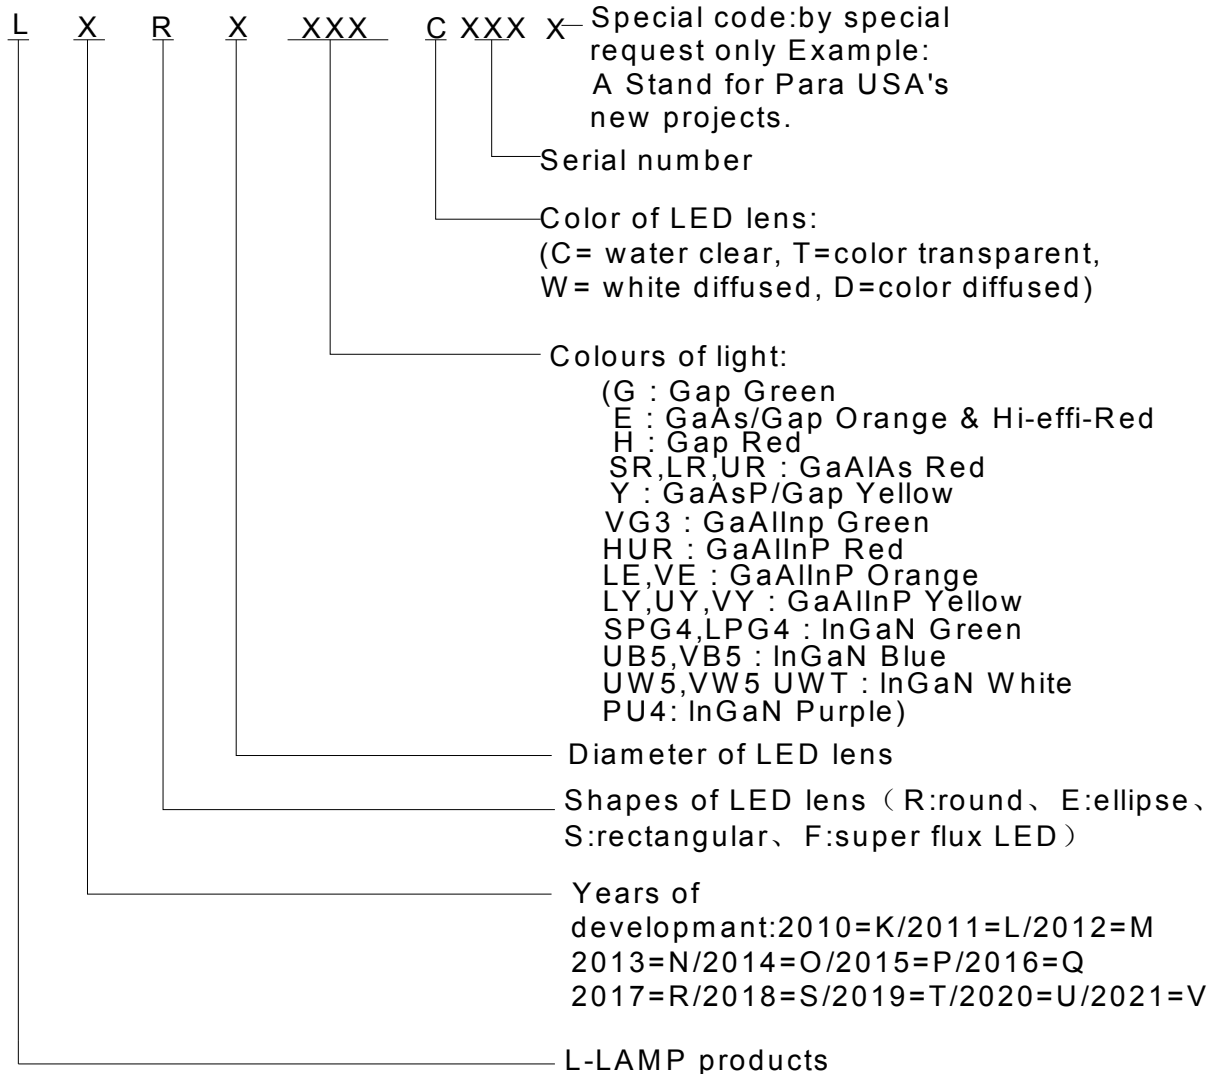 L X R X XXX C XXX X Special code:by special
request only Example:
A Stand for Para USA's
new projects.
Serial number
Color of LED lens:
(C= water clear, T=color transparent,
W= white diffused, D=color diffused)
Colours of light:
(G : Gap Green
E : GaAs/Gap Orange & Hi-effi-Red
H : Gap Red
SR,LR,UR : GaAlAs Red
Y : GaAsP/Gap Yellow
VG3 : GaAlInp Green
HUR : GaAlInP Red
LE,VE : GaAlInP Orange
LY,UY,VY : GaAlInP Yellow
SPG4,LPG4 : InGaN Green
UB5,VB5 : InGaN Blue
UW5,VW5 UWT : InGaN White
PU4: InGaN Purple)
Diameter of LED lens
Shapes of LED lens（R:round、E:ellipse、
S:rectangular、F:super flux LED）
Years of
developmant:2010=K/2011=L/2012=M
2013=N/2014=O/2015=P/2016=Q
2017=R/2018=S/2019=T/2020=U/2021=V
L-LAMP products